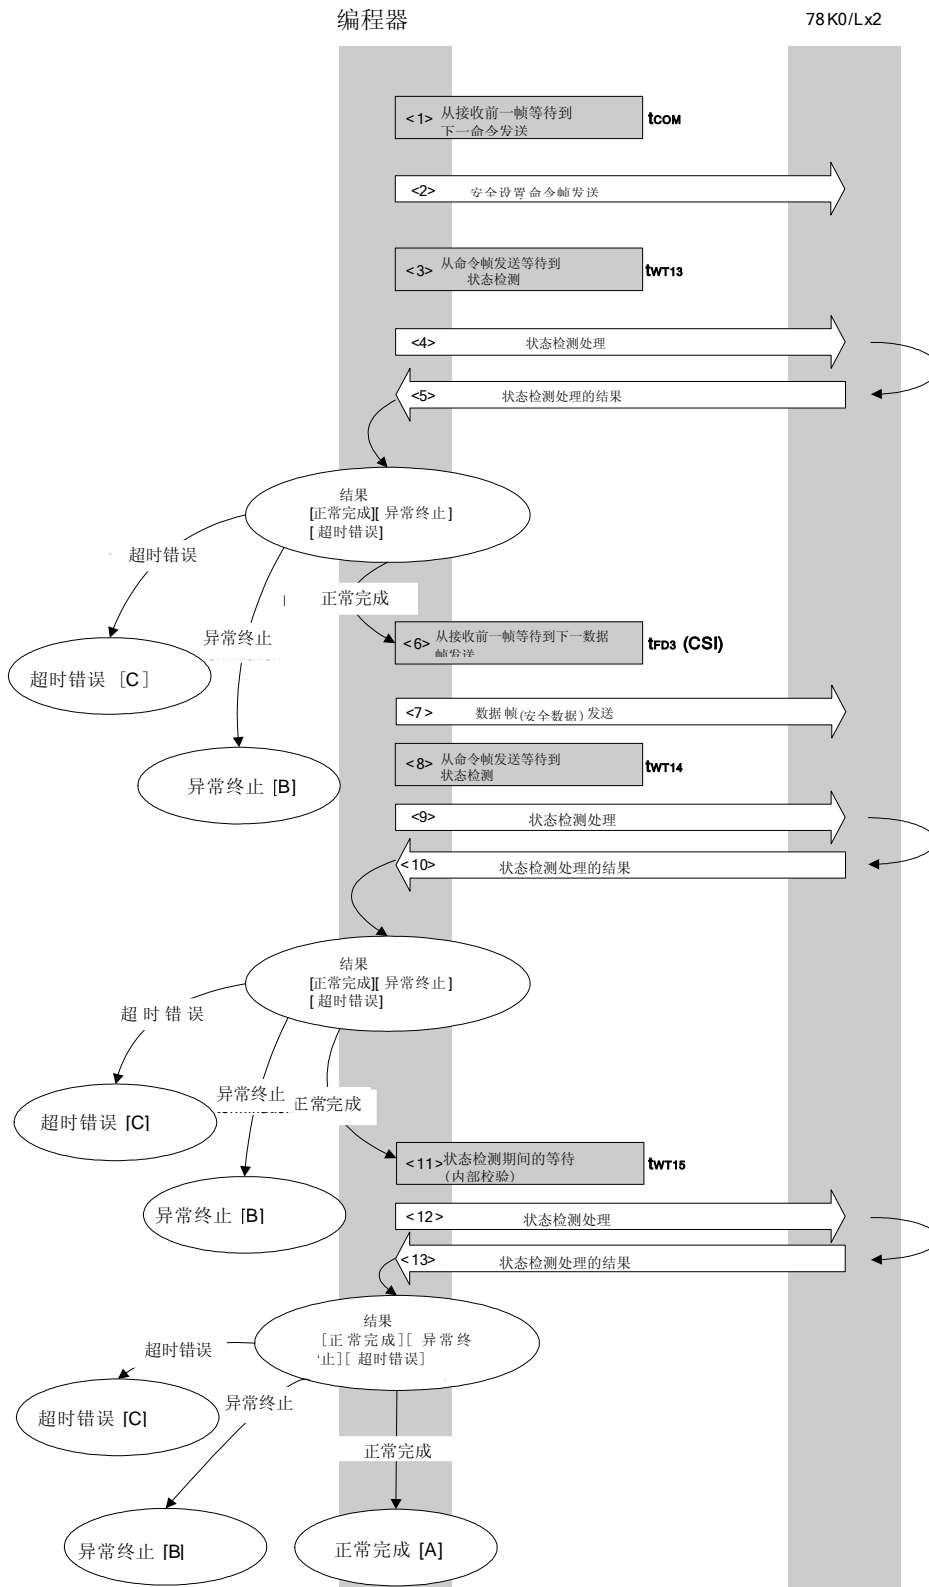 编程器
78K0/Lx2
<1> 从接收前一帧等待到
下一命令发送
tCOM
<2> 安全设置命令帧发送
<3> 从命令帧发送等待到
状态检测
tWT13
<4> 状态检测处理
<5> 状态检测处理的结果
结果
[正常完成][异常终止]
[超时错误]
超时错误
正常完成
异常终止
<6> 从接收前一帧等待到下一数据
帧发送
tFD3 (CSI)
超时错误 [C]
<7> 数据帧(安全数据)发送
<8> 从命令帧发送等待到
状态检测
tWT14
异常终止 [B]
<9> 状态检测处理
<10> 状态检测处理的结果
结果
[正常完成][异常终止]
[超时错误]
超时错误
异常终止
正常完成
超时错误 [C]
<11> 状态检测期间的等待
(内部校验)
tWT15
异常终止 [B]
<12> 状态检测处理
<13> 状态检测处理的结果
结果
[正常完成][异常终
止][超时错误]
超时错误
异常终止
超时错误 [C]
正常完成
异常终止 [B]
正常完成 [A]